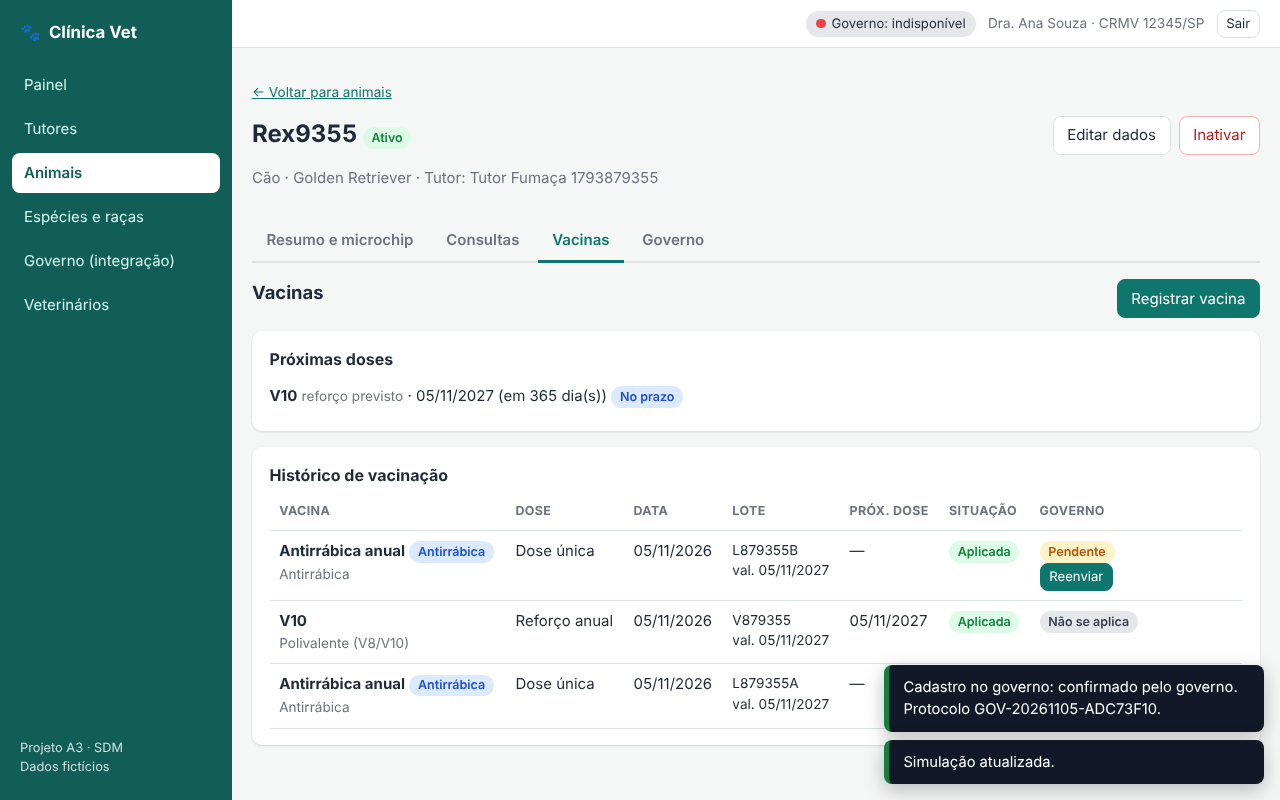 🐾 Clínica Vet
Governo: indisponível
Dra. Ana Souza · CRMV 12345/SP
Sair
Painel
Tutores
Animais
Espécies e raças
Governo (integração)
Veterinários
← Voltar para animais
Rex9355
Ativo
Editar dados
Inativar
Cão · Golden Retriever · Tutor: Tutor Fumaça 1793879355
Resumo e microchip
Consultas
Vacinas
Governo
Vacinas
Registrar vacina
Próximas doses
V10 reforço previsto · 05/11/2027 (em 365 dia(s)) No prazo
Histórico de vacinação
VACINA DOSE DATA LOTE PRÓX. DOSE SITUAÇÃO GOVERNO
Antirrábica anual Antirrábica Dose única 05/11/2026 L879355B — Aplicada Pendente
Antirrábica val. 05/11/2027 Reenviar
V10 Reforço anual 05/11/2026 V879355 05/11/2027 Aplicada Não se aplica
Polivalente (V8/V10) val. 05/11/2027
Antirrábica anual Antirrábica Dose única 05/11/2026 L879355A —
Antirrábica val. 05/11/2027
Cadastro no governo: confirmado pelo governo.
Protocolo GOV-20261105-ADC73F10.
Simulação atualizada.
Projeto A3 · SDM
Dados fictícios